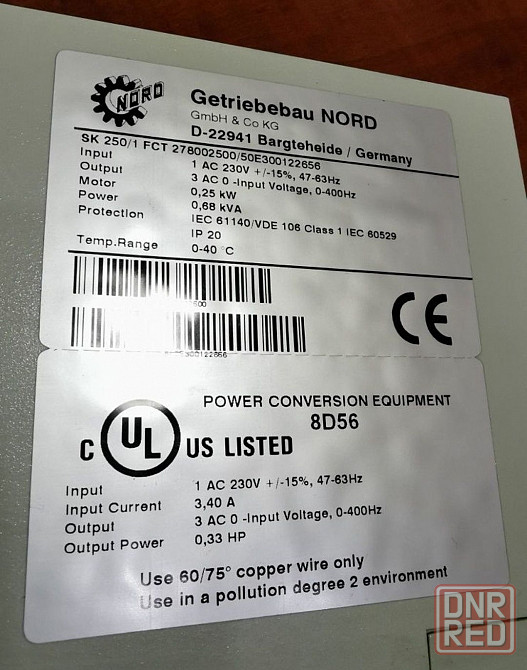 NORD
Getriebebau NORD
GmbH & Co KG
D-22941 Bargteheide / Germany
SK 250/1 FCT 278002500/50E300122656
Input 1 AC 230V +/-15%, 47-63Hz
Output 3 AC 0 -Input Voltage, 0-400Hz
Motor 0,25 kW
Power 0,68 kVA
Protection IEC 61140/VDE 106 Class 1 IEC 60529
IP 20
Temp.Range 0-40 °C
CE
POWER CONVERSION EQUIPMENT
8D56
C UL US LISTED
Input 1 AC 230V +/-15%, 47-63Hz
Input Current 3,40 A
Output 3 AC 0 -Input Voltage, 0-400Hz
Output Power 0,33 HP
Use 60/75° copper wire only
Use in a pollution degree 2 environment
DNR
RED